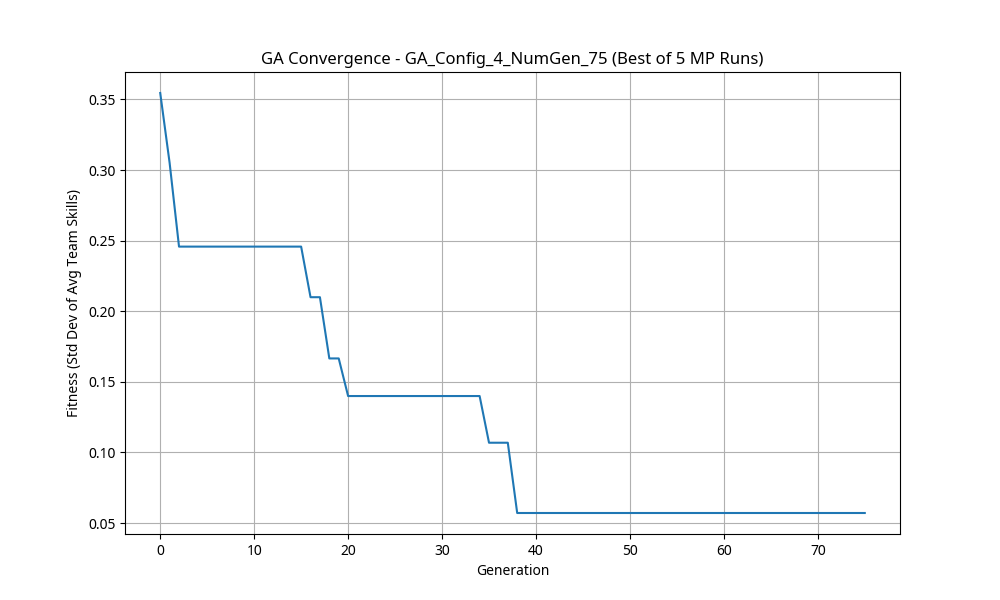 GA Convergence - GA_Config_4_NumGen_75 (Best of 5 MP Runs)
Fitness (Std Dev of Avg Team Skills)
0.35
0.30
0.25
0.20
0.15
0.10
0.05
0 10 20 30 40 50 60 70
Generation